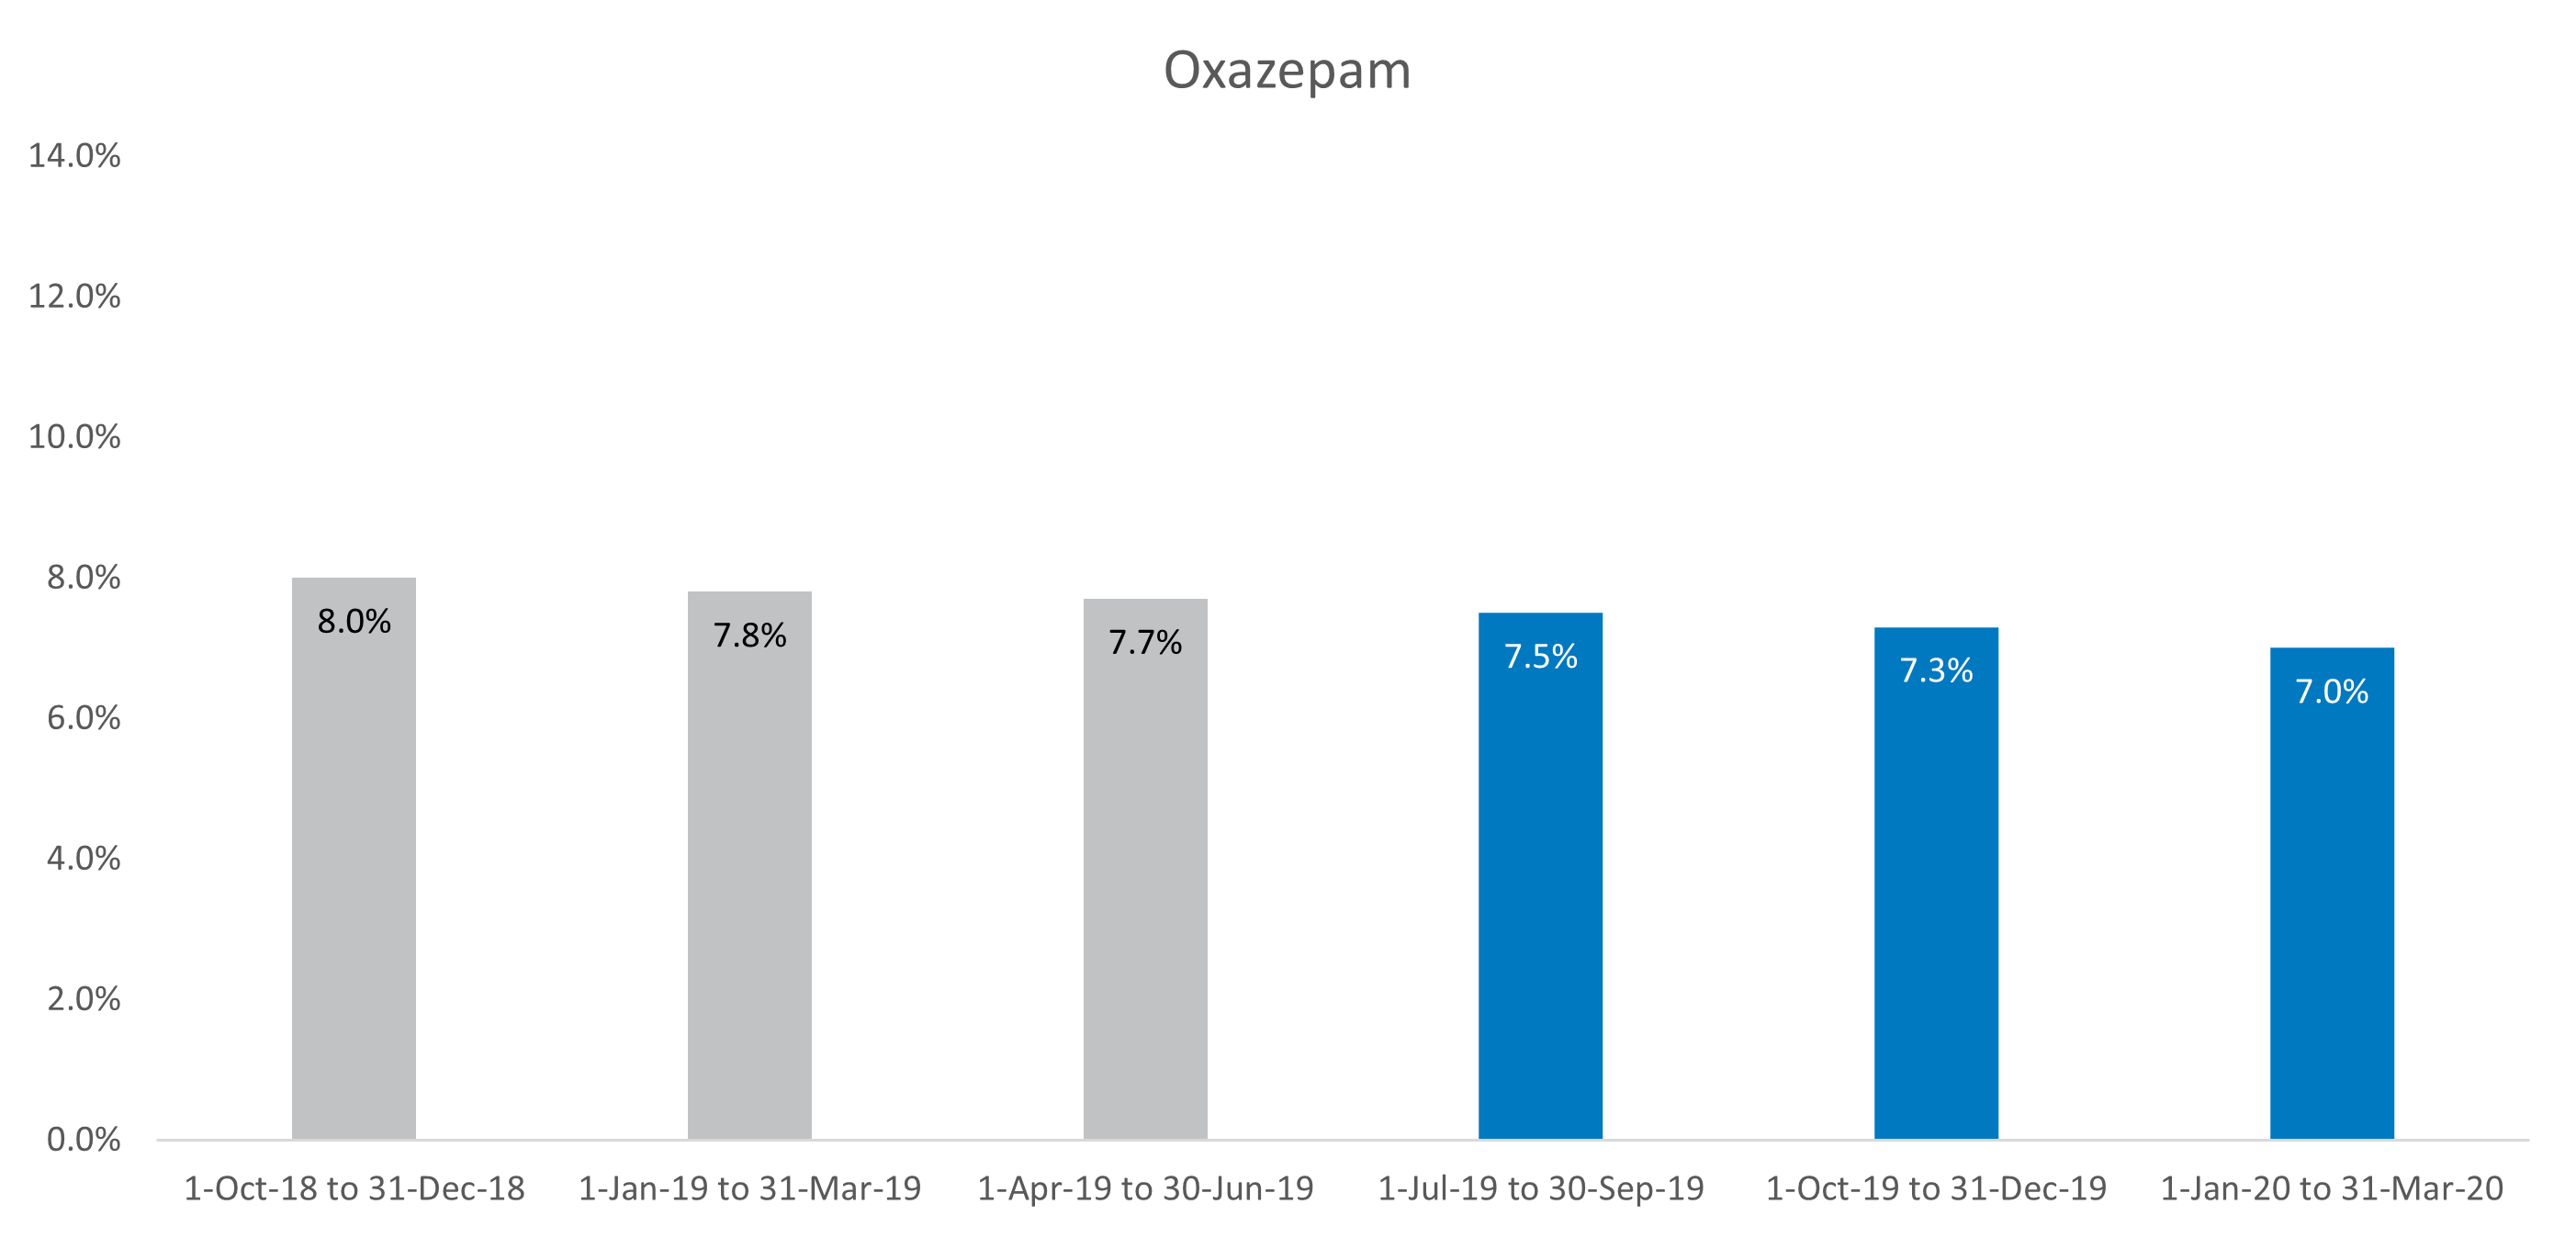 Oxazepam
14.0%
12.0%
10.0%
8.0%
6.0%
4.0%
2.0%
0.0%
8.0%
7.8%
7.7%
7.5%
7.3%
7.0%
1-Oct-18 to 31-Dec-18
1-Jan-19 to 31-Mar-19
1-Apr-19 to 30-Jun-19
1-Jul-19 to 30-Sep-19
1-Oct-19 to 31-Dec-19
1-Jan-20 to 31-Mar-20